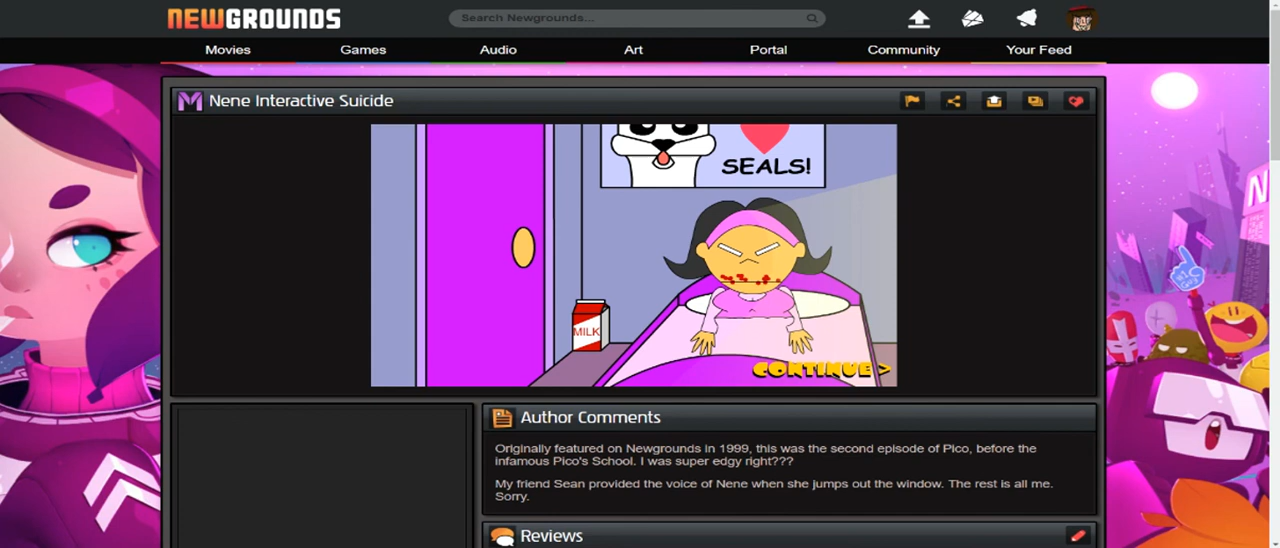 NEWGROUNDS
Search Newgrounds...
Movies
Games
Audio
Art
Portal
Community
Your Feed
Nene Interactive Suicide
SEALS!
MILK
CONTINUE >
Author Comments
Originally featured on Newgrounds in 1999, this was the second episode of Pico, before the
infamous Pico's School. I was super edgy right???
My friend Sean provided the voice of Nene when she jumps out the window. The rest is all me.
Sorry.
Reviews